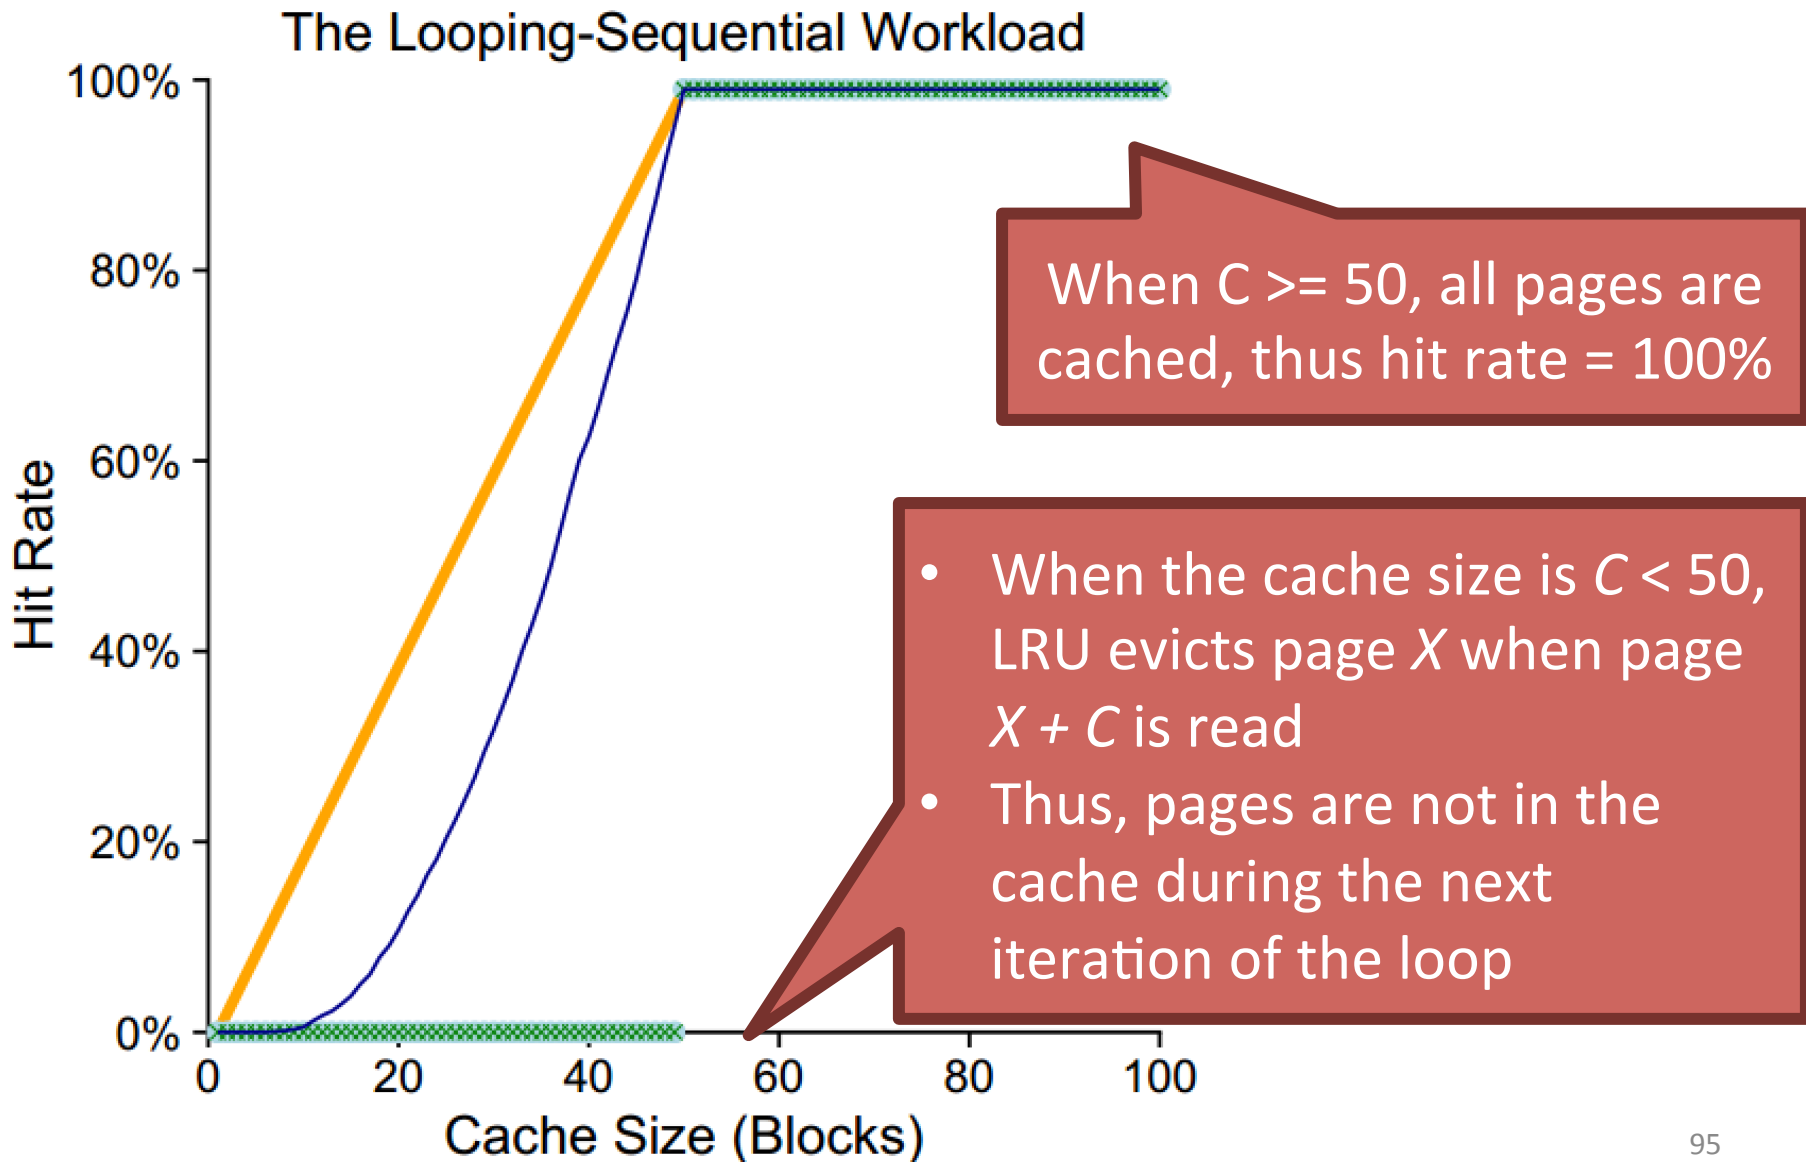 The Looping-Sequential Workload
100%
80%
60%
40%
20%
0%
Hit Rate
0 20 40 60 80 100
Cache Size (Blocks)
When C >= 50, all pages are
cached, thus hit rate = 100%
• When the cache size is C < 50,
LRU evicts page X when page
X + C is read
• Thus, pages are not in the
cache during the next
iteration of the loop
95